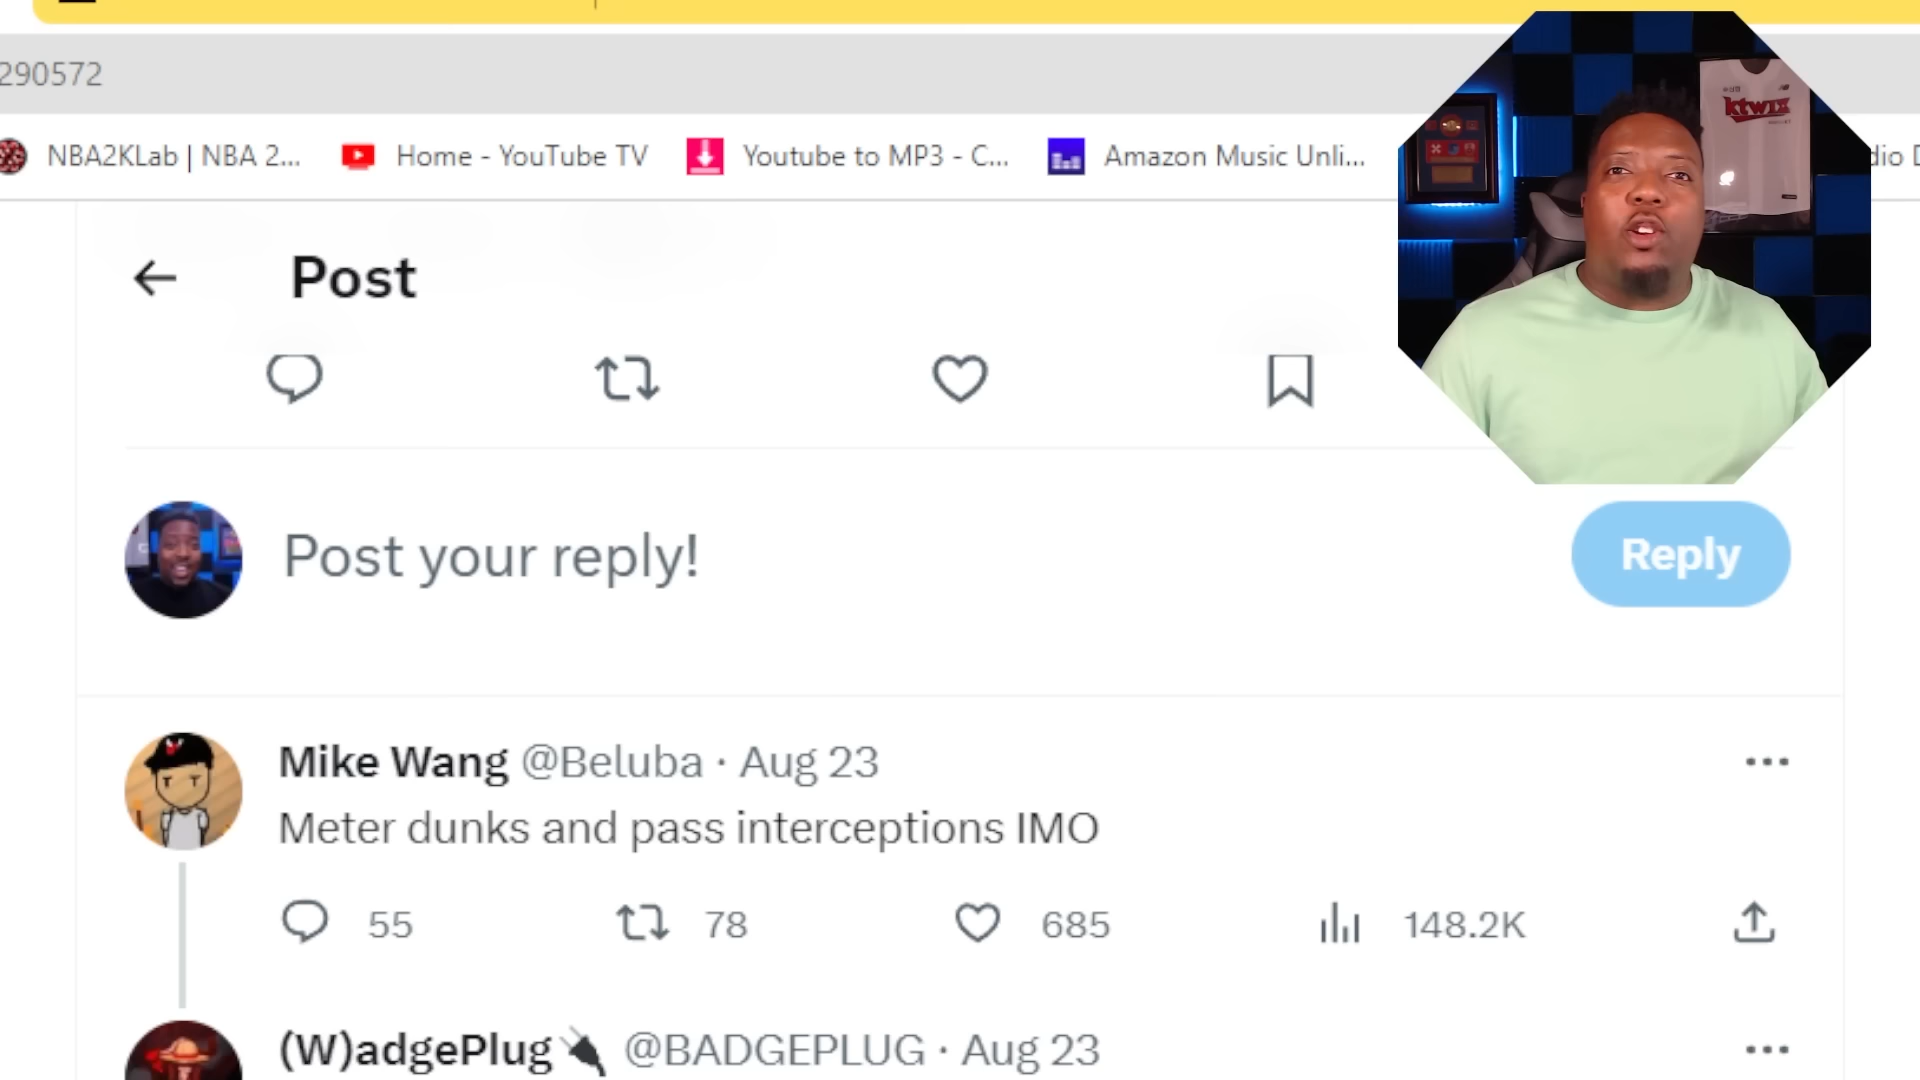 290572
NBA2KLab | NBA 2...
Home - YouTube TV
Youtube to MP3 - C...
Amazon Music Unli...
dio D
ktwix
Post
Post your reply!
Reply
Mike Wang @Beluba · Aug 23
Meter dunks and pass interceptions IMO
55
78
685
148.2K
(W)adgePlug @BADGEPLUG · Aug 23